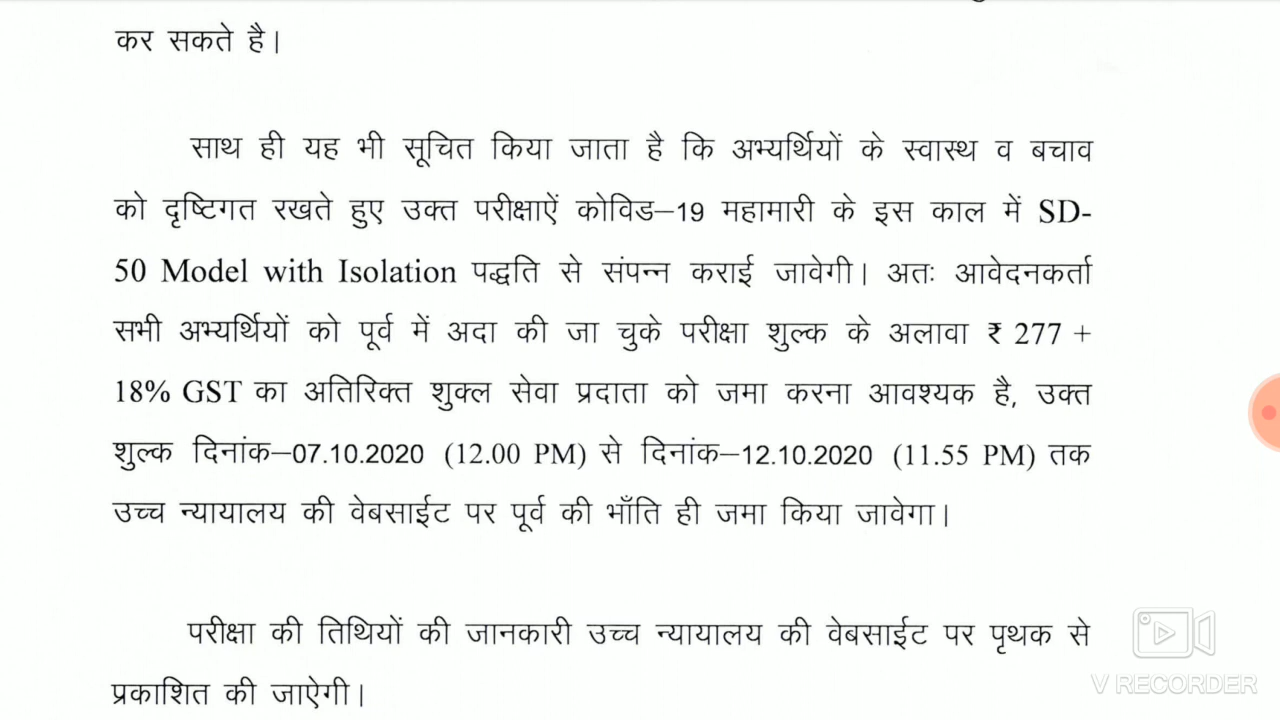 कर सकते है।
साथ ही यह भी सूचित किया जाता है कि अभ्यर्थियों के स्वास्थ व बचाव
को दृष्टिगत रखते हुए उक्त परीक्षाऐं कोविड–19 महामारी के इस काल में SD-
50 Model with Isolation पद्धति से संपन्न कराई जावेगी। अतः आवेदनकर्ता
सभी अभ्यर्थियों को पूर्व में अदा की जा चुके परीक्षा शुल्क के अलावा ₹ 277 +
18% GST का अतिरिक्त शुक्ल सेवा प्रदाता को जमा करना आवश्यक है, उक्त
शुल्क दिनांक–07.10.2020 (12.00 PM) से दिनांक–12.10.2020 (11.55 PM) तक
उच्च न्यायालय की वेबसाईट पर पूर्व की भाँति ही जमा किया जावेगा।
परीक्षा की तिथियों की जानकारी उच्च न्यायालय की वेबसाईट पर पृथक से
प्रकाशित की जाऐगी।
V RECORDER